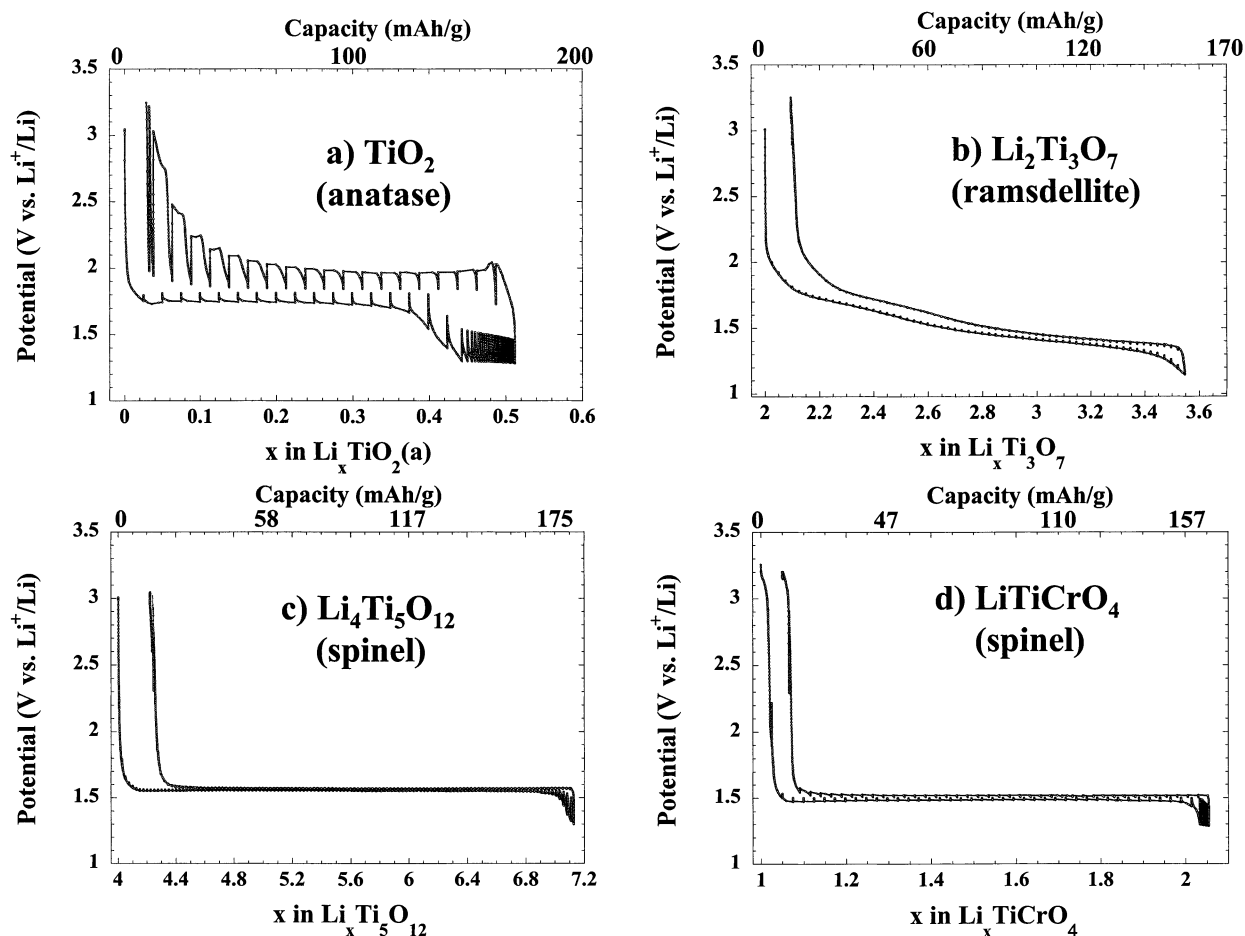 Capacity (mAh/g)
0 100 200
3.5
3
2.5
2
1.5
1
Potential (V vs. Li⁺/Li)
a) TiO₂
(anatase)
0 0.1 0.2 0.3 0.4 0.5 0.6
x in LiₓTiO₂(a)
Capacity (mAh/g)
0 60 120 170
3.5
3
2.5
2
1.5
1
Potential (V vs. Li⁺/Li)
b) Li₂Ti₃O₇
(ramsdellite)
2 2.2 2.4 2.6 2.8 3 3.2 3.4 3.6
x in LiₓTi₃O₇
Capacity (mAh/g)
0 58 117 175
3.5
3
2.5
2
1.5
1
Potential (V vs. Li⁺/Li)
c) Li₄Ti₅O₁₂
(spinel)
4 4.4 4.8 5.2 5.6 6 6.4 6.8 7.2
x in LiₓTi₅O₁₂
Capacity (mAh/g)
0 47 110 157
3.5
3
2.5
2
1.5
1
Potential (V vs. Li⁺/Li)
d) LiTiCrO₄
(spinel)
1 1.2 1.4 1.6 1.8 2
x in LiₓTiCrO₄